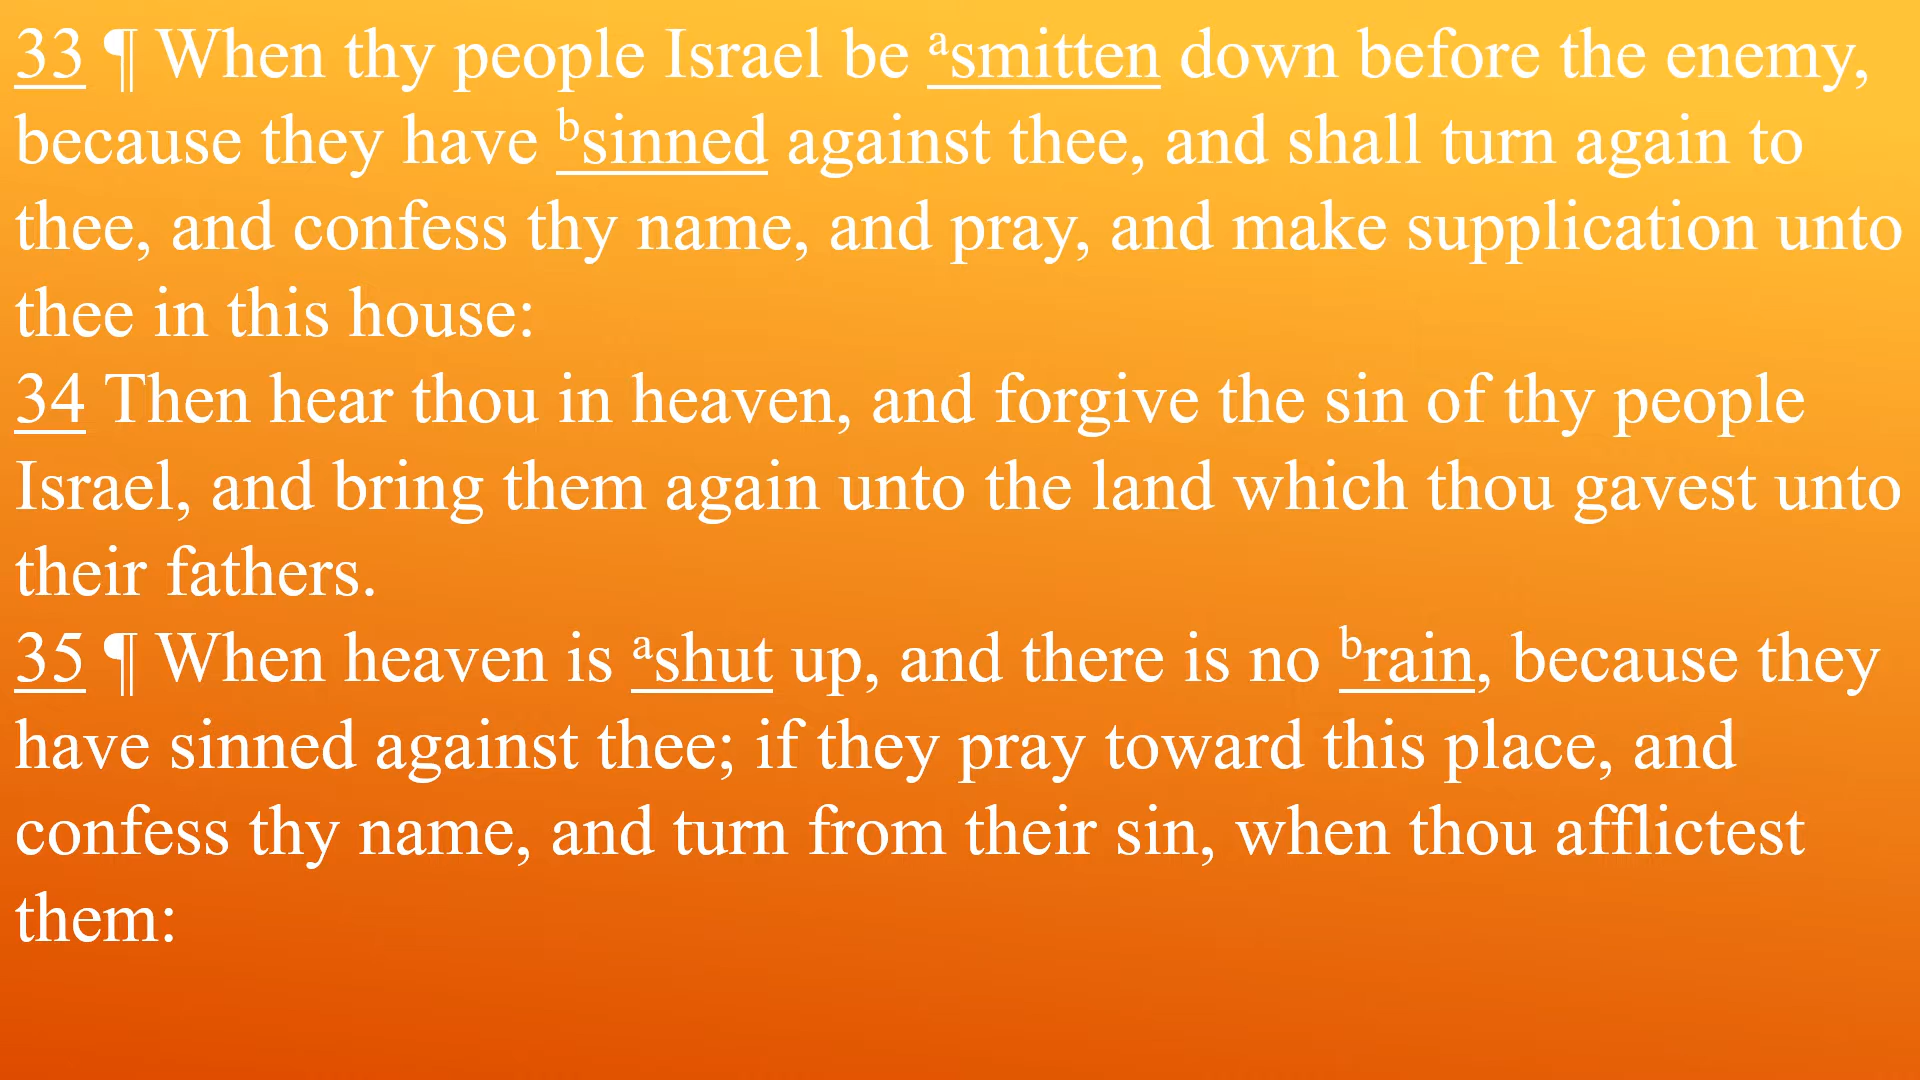 33 ¶ When thy people Israel be ᵃsmitten down before the enemy,
because they have ᵇsinned against thee, and shall turn again to
thee, and confess thy name, and pray, and make supplication unto
thee in this house:
34 Then hear thou in heaven, and forgive the sin of thy people
Israel, and bring them again unto the land which thou gavest unto
their fathers.
35 ¶ When heaven is ᵃshut up, and there is no ᵇrain, because they
have sinned against thee; if they pray toward this place, and
confess thy name, and turn from their sin, when thou afflictest
them: